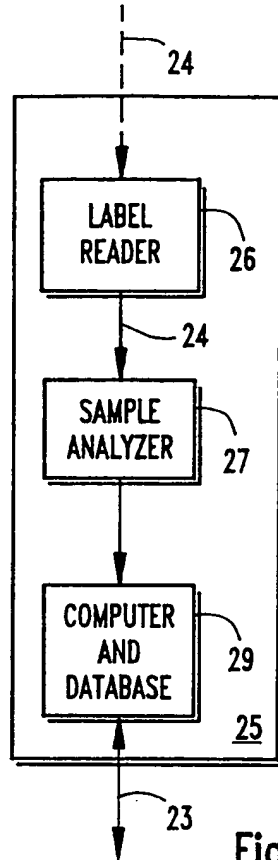 24
LABEL
READER
26
24
SAMPLE
ANALYZER
27
COMPUTER
AND
DATABASE
29
25
23